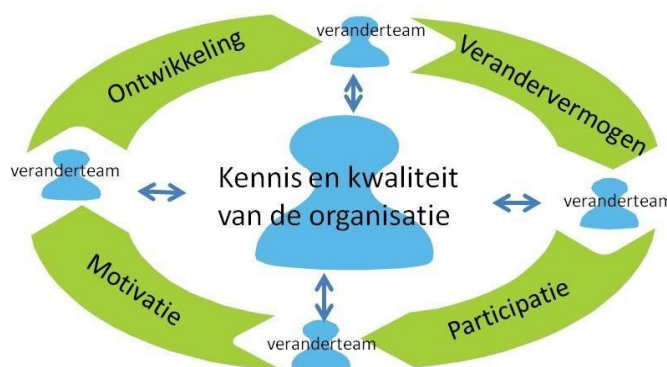 veranderteam
Ontwikkeling
Verandervermogen
veranderteam
Kennis en kwaliteit
van de organisatie
veranderteam
Motivatie
Participatie
veranderteam